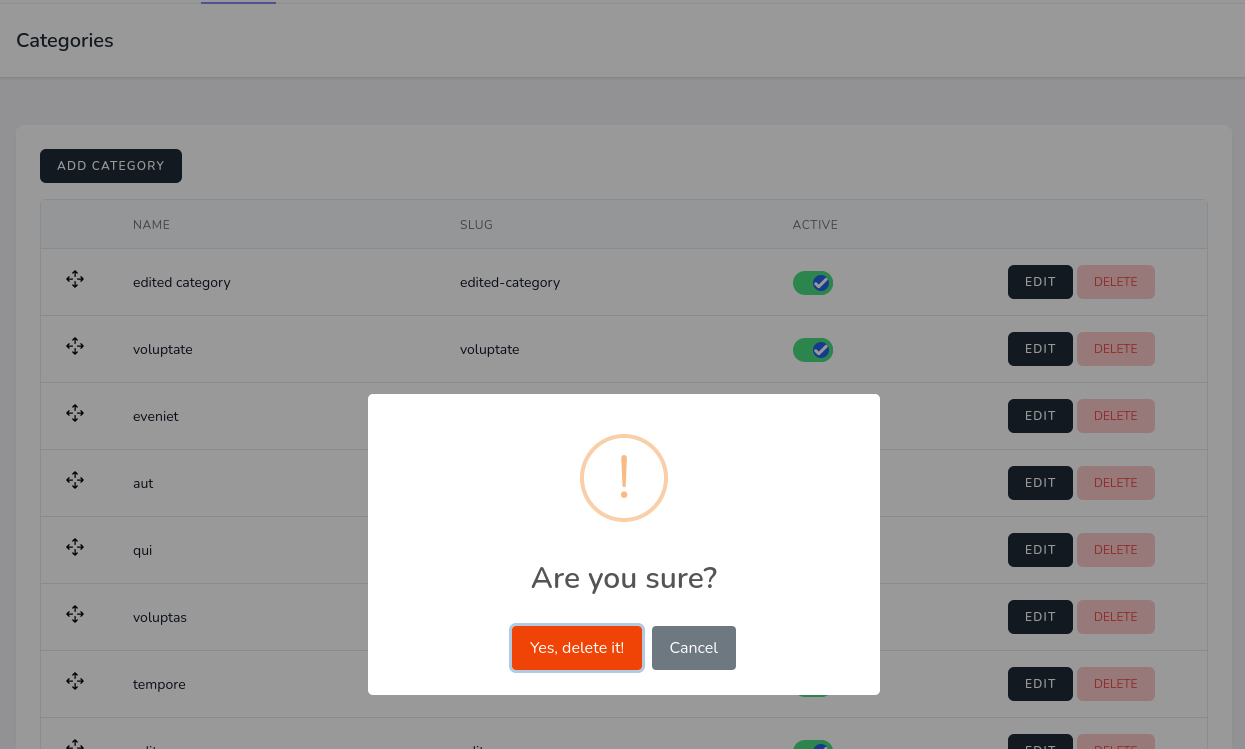 Categories
ADD CATEGORY
NAME SLUG ACTIVE
edited category edited-category EDIT DELETE
voluptate voluptate EDIT DELETE
eveniet EDIT DELETE
aut EDIT DELETE
qui EDIT DELETE
voluptas EDIT DELETE
tempore EDIT DELETE
EDIT DELETE
!
Are you sure?
Yes, delete it!
Cancel